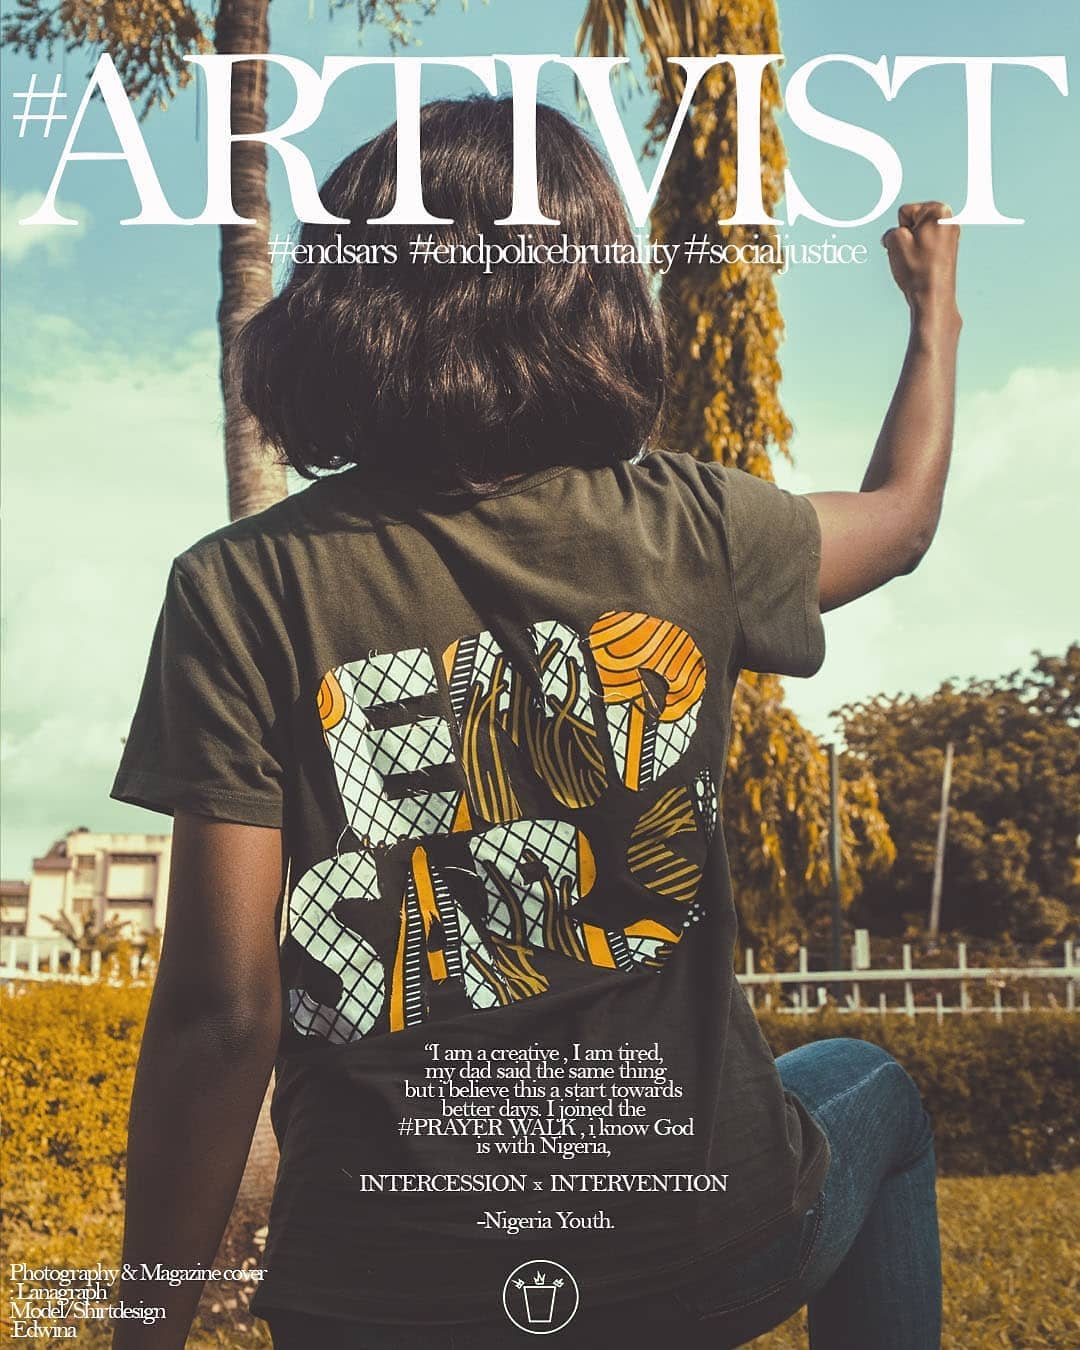 #ARTIVIST
#endsars #endpolicebrutality #socialjustice
END
SARS
“I am a creative , I am tired,
my dad said the same thing
but i believe this a start towards
better days. I joined the
#PRAYER WALK , i know God
is with Nigeria,
INTERCESSION x INTERVENTION
-Nigeria Youth.
Photography & Magazine cover
: Lanagraph
Model/Shirtdesign
:Edwina